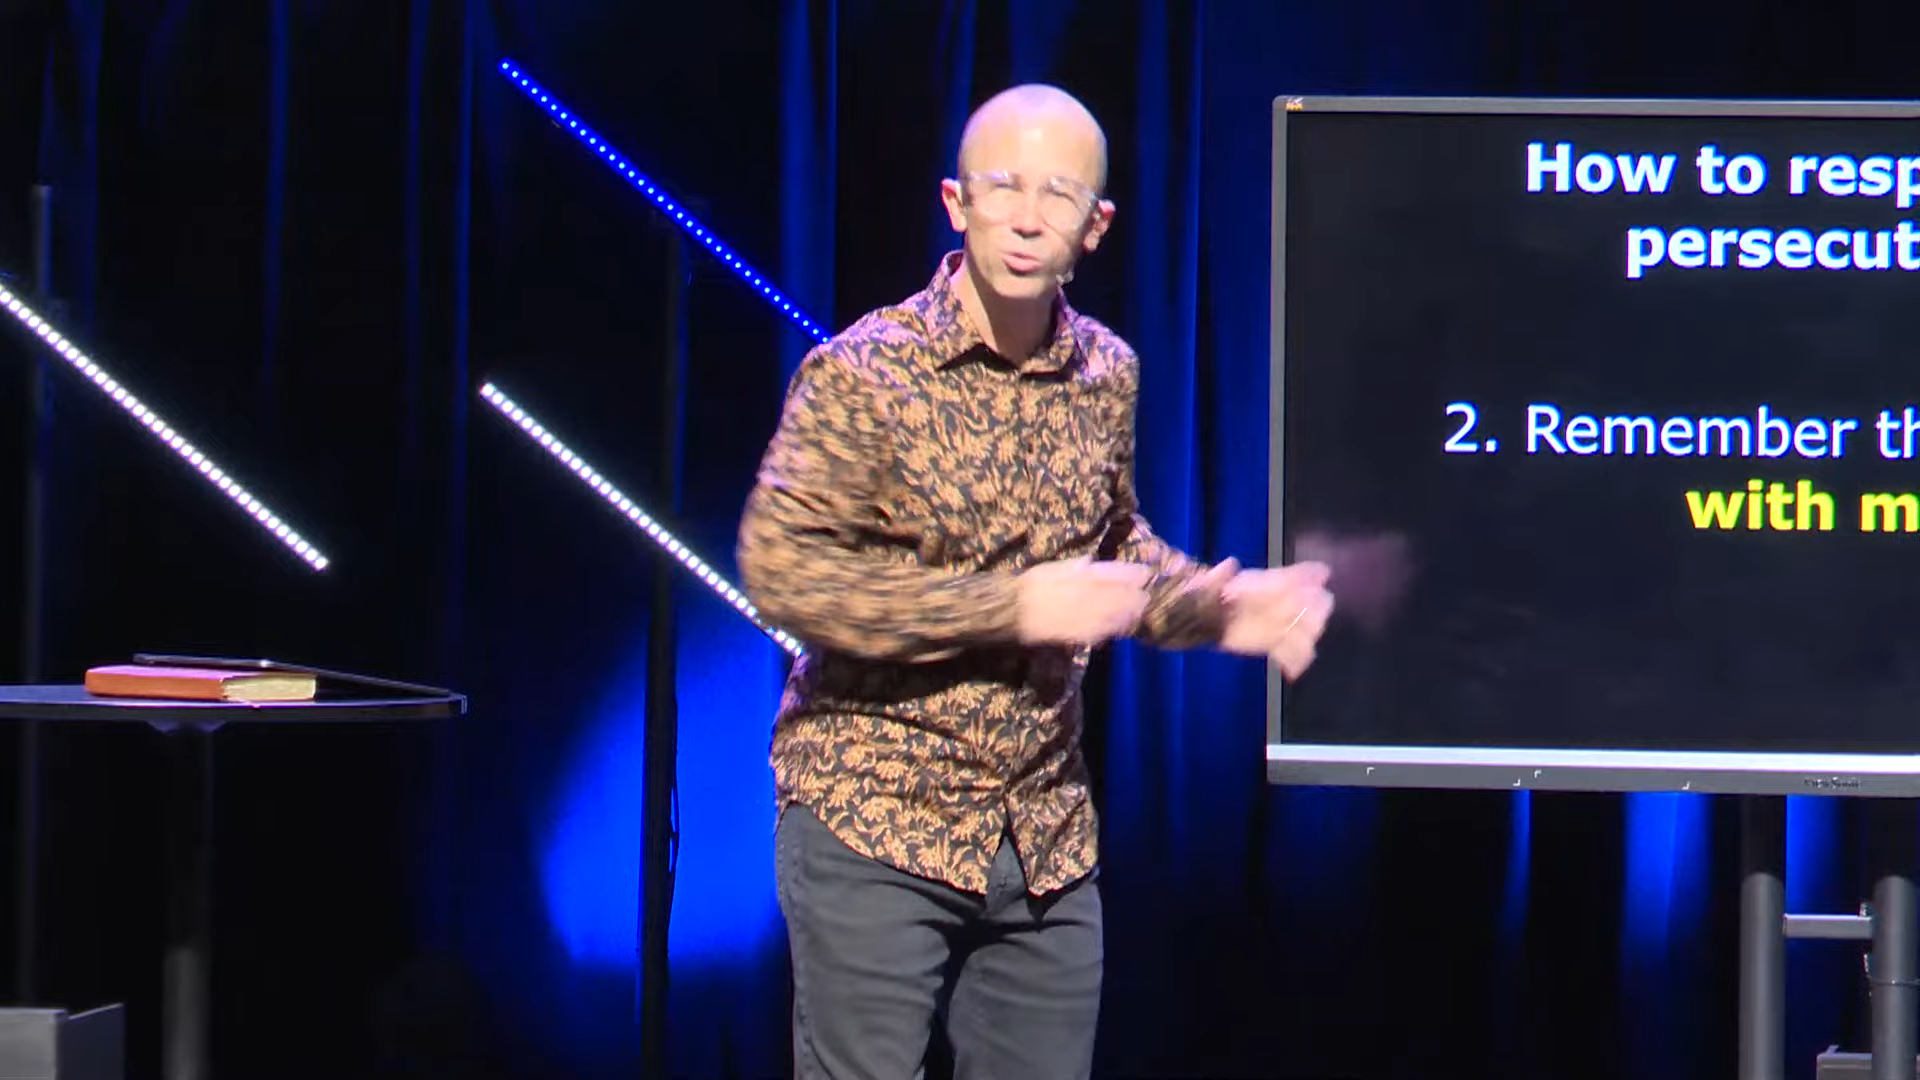 How to resp
persecut
2. Remember th
with m